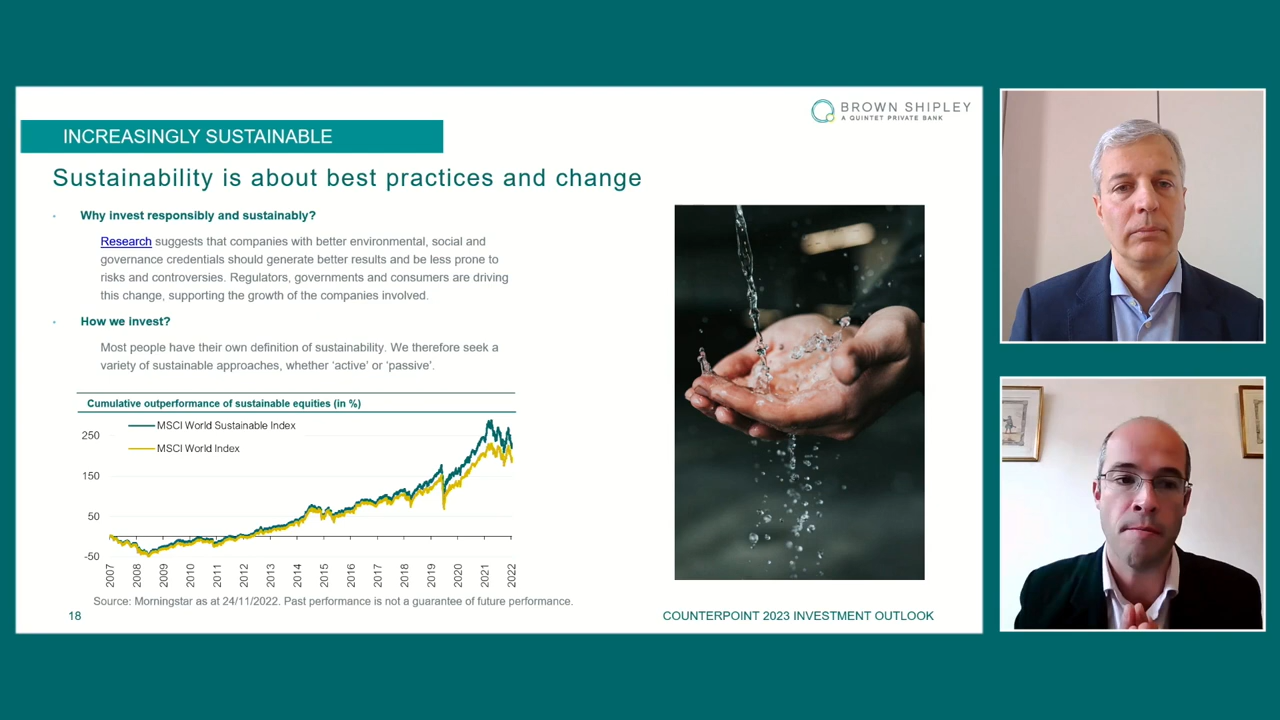 BROWN SHIPLEY
A QUINTET PRIVATE BANK
INCREASINGLY SUSTAINABLE
Sustainability is about best practices and change
Why invest responsibly and sustainably?
Research suggests that companies with better environmental, social and
governance credentials should generate better results and be less prone to
risks and controversies. Regulators, governments and consumers are driving
this change, supporting the growth of the companies involved.
How we invest?
Most people have their own definition of sustainability. We therefore seek a
variety of sustainable approaches, whether ‘active’ or ‘passive’.
Cumulative outperformance of sustainable equities (in %)
MSCI World Sustainable Index
MSCI World Index
250
150
50
-50
2007 2008 2009 2010 2011 2012 2013 2014 2015 2016 2017 2018 2019 2020 2021 2022
Source: Morningstar as at 24/11/2022. Past performance is not a guarantee of future performance.
18
COUNTERPOINT 2023 INVESTMENT OUTLOOK